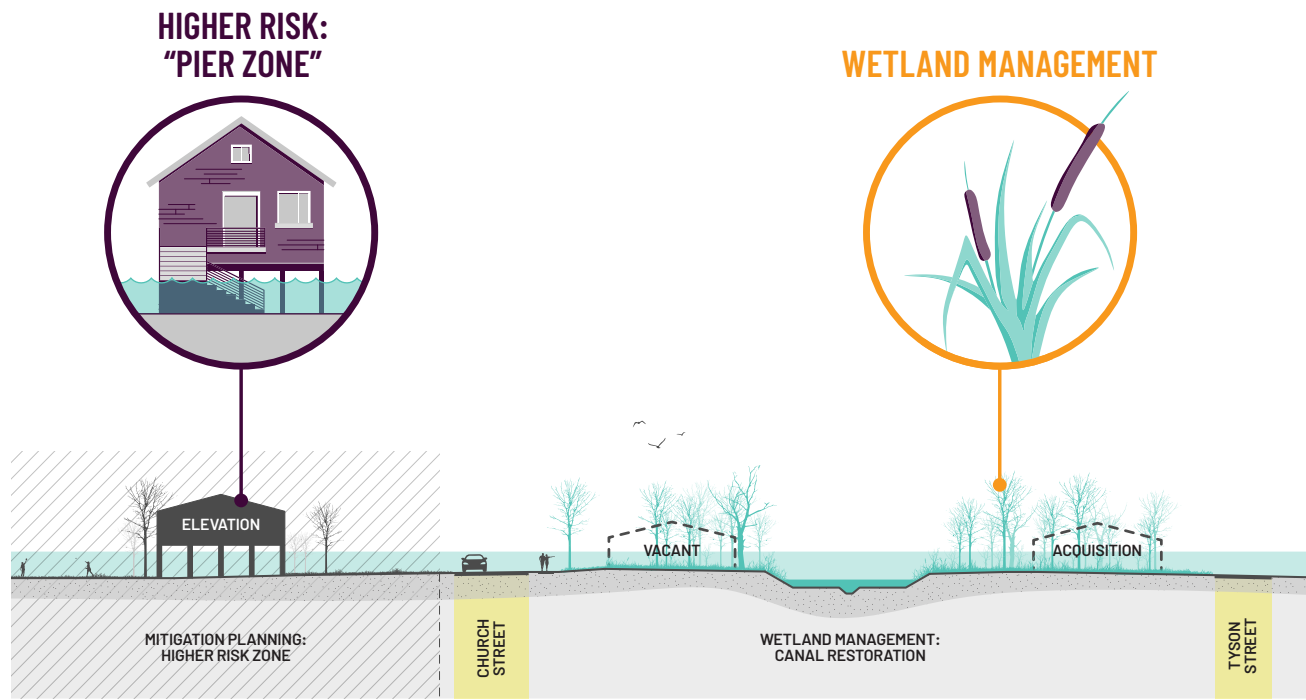 HIGHER RISK:
“PIER ZONE”
WETLAND MANAGEMENT
ELEVATION
VACANT
ACQUISITION
MITIGATION PLANNING:
HIGHER RISK ZONE
CHURCH
STREET
WETLAND MANAGEMENT:
CANAL RESTORATION
TYSON
STREET